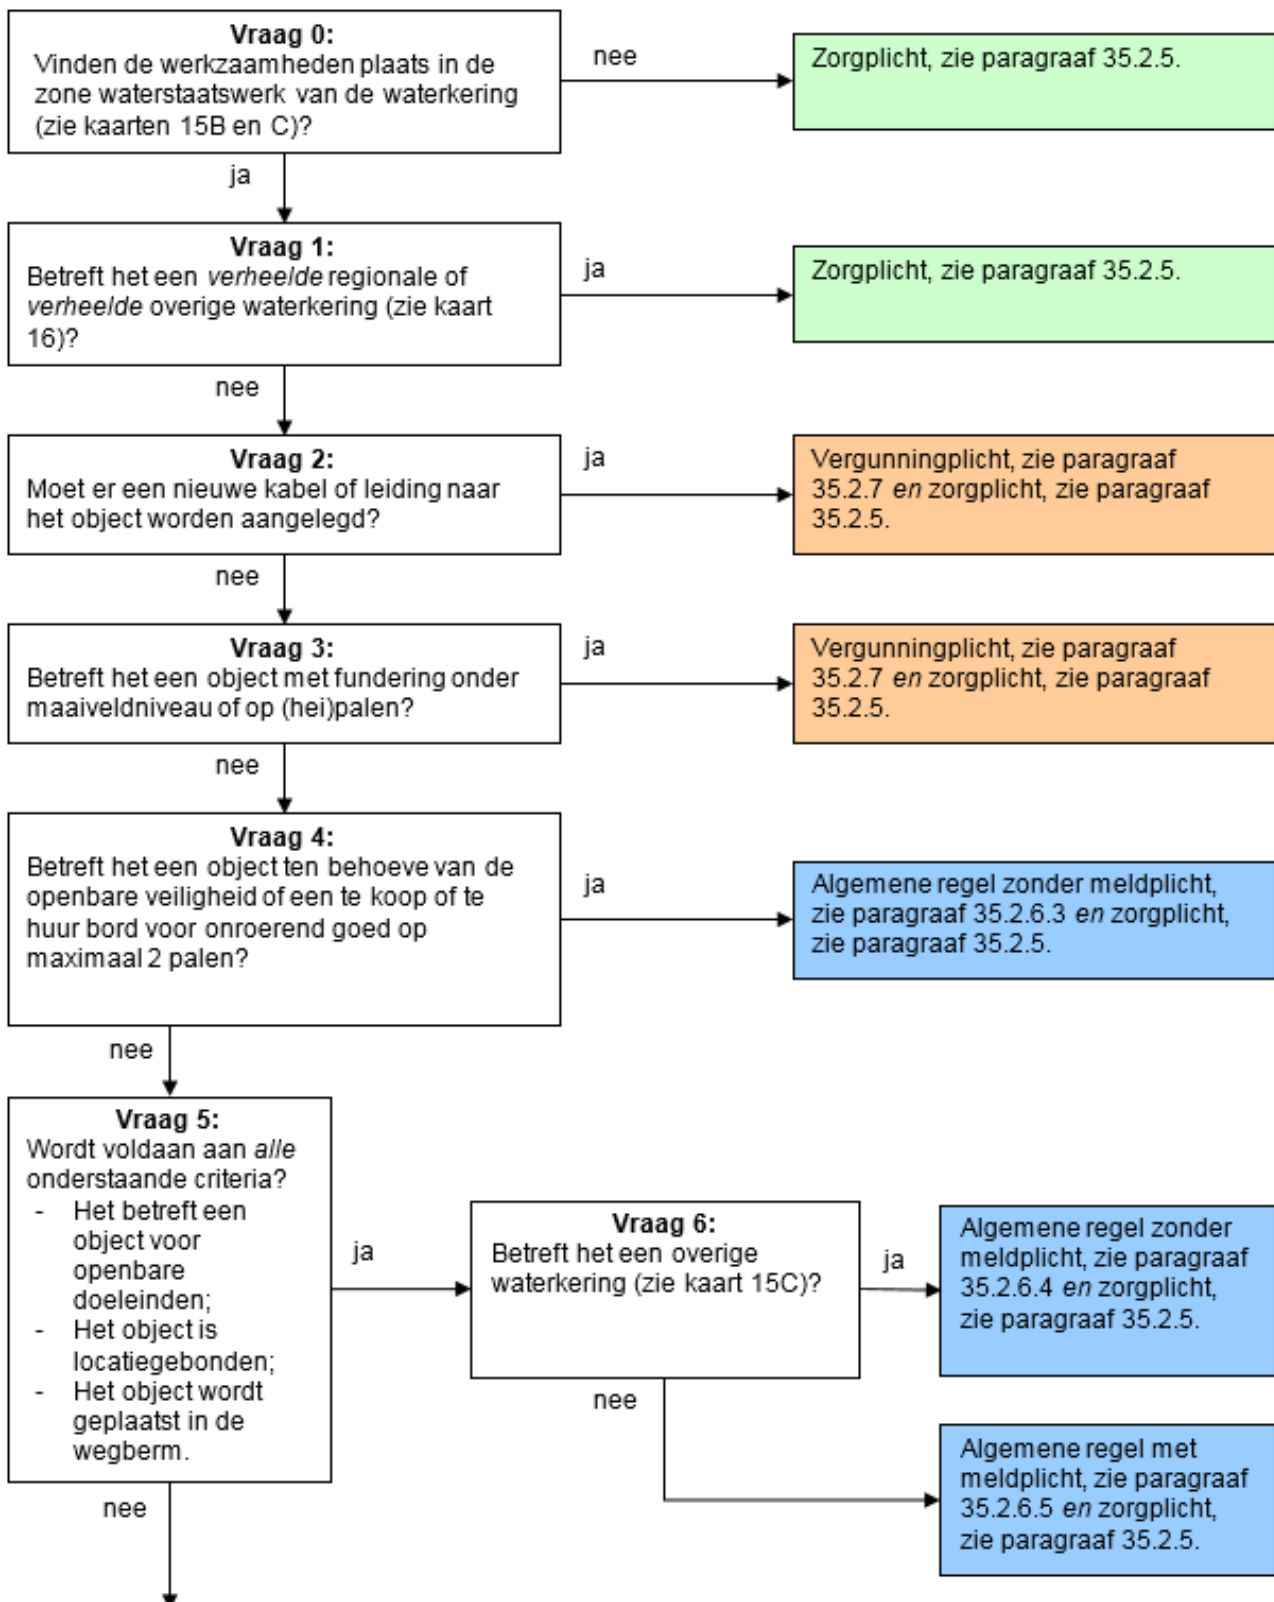 Vraag 0:
Vinden de werkzaamheden plaats in de
zone waterstaatswerk van de waterkering
(zie kaarten 15B en C)?
nee
Zorgplicht, zie paragraaf 35.2.5.
ja
Vraag 1:
Betreft het een verheelde regionale of
verheelde overige waterkering (zie kaart
16)?
ja
Zorgplicht, zie paragraaf 35.2.5.
nee
Vraag 2:
Moet er een nieuwe kabel of leiding naar
het object worden aangelegd?
ja
Vergunningplicht, zie paragraaf
35.2.7 en zorgplicht, zie paragraaf
35.2.5.
nee
Vraag 3:
Betreft het een object met fundering onder
maaiveldniveau of op (hei)palen?
ja
Vergunningplicht, zie paragraaf
35.2.7 en zorgplicht, zie paragraaf
35.2.5.
nee
Vraag 4:
Betreft het een object ten behoeve van de
openbare veiligheid of een te koop of te
huur bord voor onroerend goed op
maximaal 2 palen?
ja
Algemene regel zonder meldplicht,
zie paragraaf 35.2.6.3 en zorgplicht,
zie paragraaf 35.2.5.
nee
Vraag 5:
Wordt voldaan aan alle
onderstaande criteria?
- Het betreft een
object voor
openbare
doeleinden;
- Het object is
locatiegebonden;
- Het object wordt
geplaatst in de
wegberm.
ja
Vraag 6:
Betreft het een overige
waterkering (zie kaart 15C)?
ja
Algemene regel zonder
meldplicht, zie paragraaf
35.2.6.4 en zorgplicht,
zie paragraaf 35.2.5.
nee
Algemene regel met
meldplicht, zie paragraaf
35.2.6.5 en zorgplicht,
zie paragraaf 35.2.5.
nee